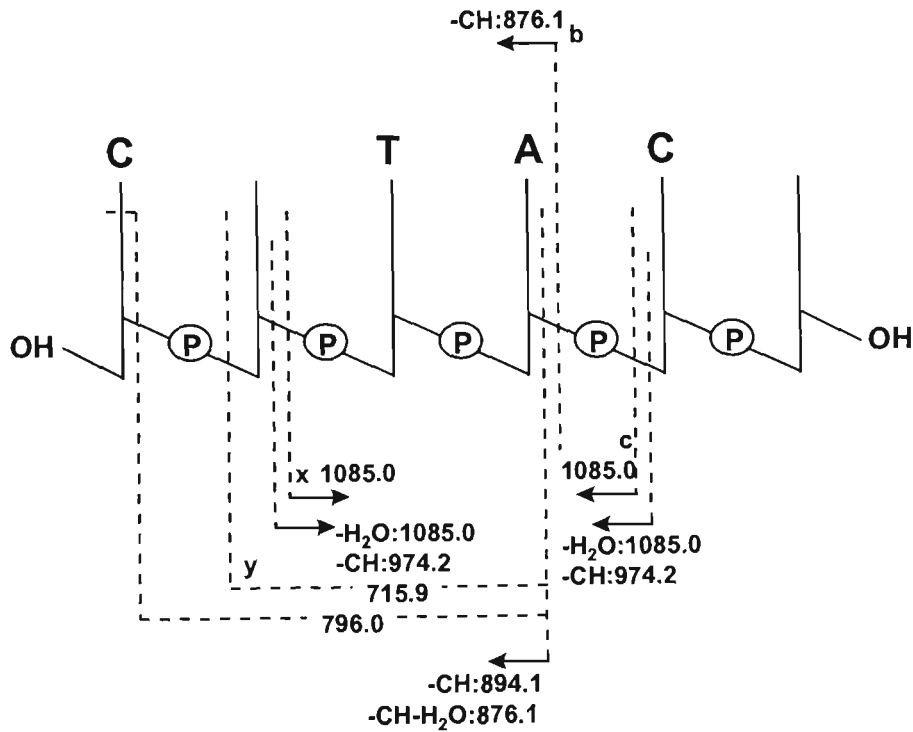 -CH:876.1
b
C T A C
OH P P P P P OH
c
x 1085.0
1085.0
-H₂O:1085.0
-CH:974.2
-H₂O:1085.0
-CH:974.2
y
715.9
796.0
-CH:894.1
-CH-H₂O:876.1